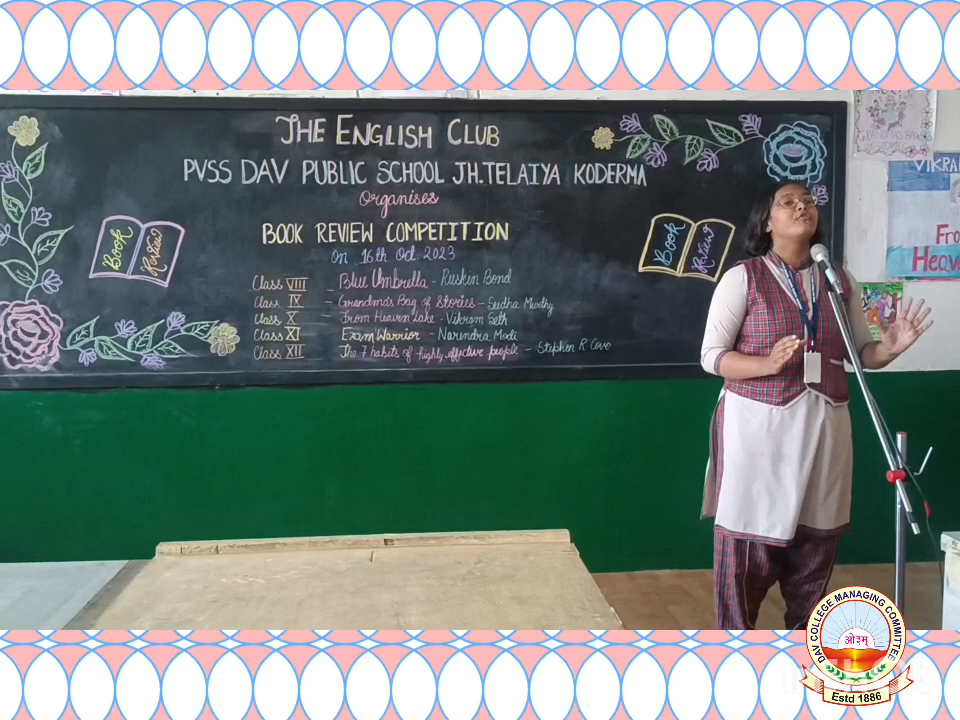 THE ENGLISH CLUB
PVSS DAV PUBLIC SCHOOL JH.TELAIYA KODERMA
Organises
BOOK REVIEW COMPETITION
On 16th Oct 2023
Class VIII - Blue Umbrella - Ruskin Bond
Class IX - Grandma's Bag of Stories - Sudha Murthy
Class X - From Heaven Lake - Vikram Seth
Class XI Exam Warrior - Narendra Modi
Class XII The 7 habits of highly effective people - Stephen R Cove
Book
Review
Book
Review
VIKRA
Fro
Heave
DAV COLLEGE MANAGING COMMITTEE
ओ३म्
Estd 1886